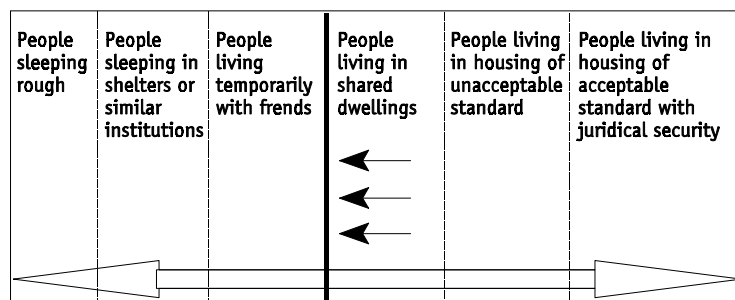 People
sleeping
rough
People
sleeping in
shelters or
similar
institutions
People
living
temporarily
with frends
People
living in
shared
dwellings
People living
in housing of
unacceptable
standard
People living in
housing of
acceptable
standard with
juridical security